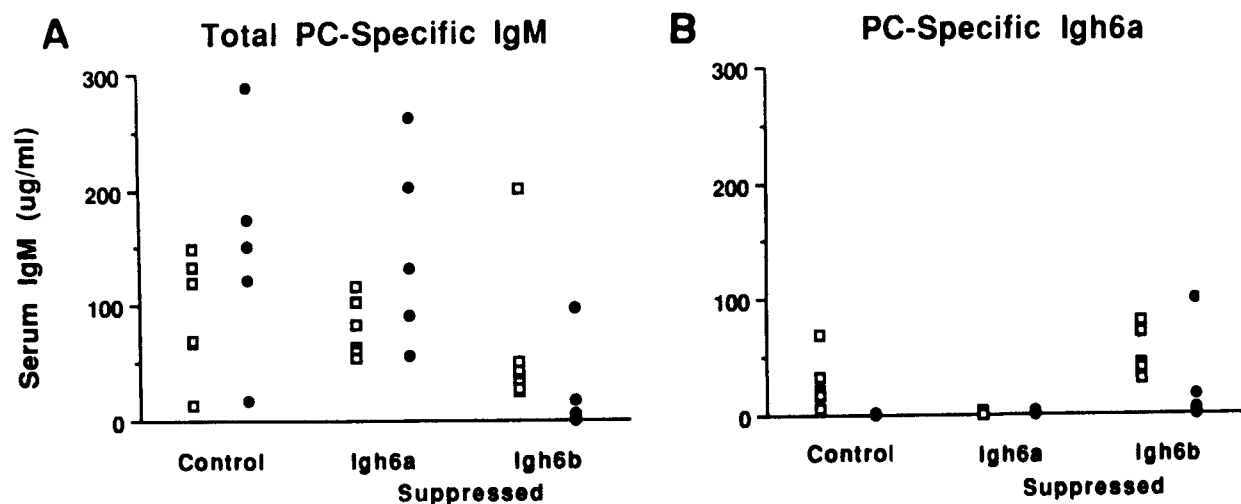 A Total PC-Specific IgM
Serum IgM (ug/ml)
300
200
100
0
Control Igh6a Igh6b
Suppressed
B PC-Specific Igh6a
300
200
100
50
0
Control Igh6a Igh6b
Suppressed